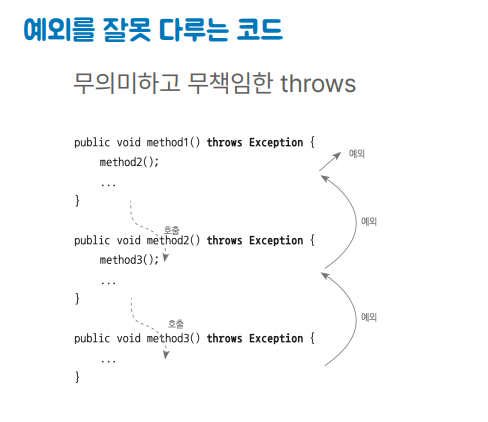 예외를 잘못 다루는 코드
무의미하고 무책임한 throws
public void method1() throws Exception {
예외
method2();
...
}
예외
호출
public void method2() throws Exception {
method3();
...
}
예외
호출
public void method3() throws Exception {
...
}